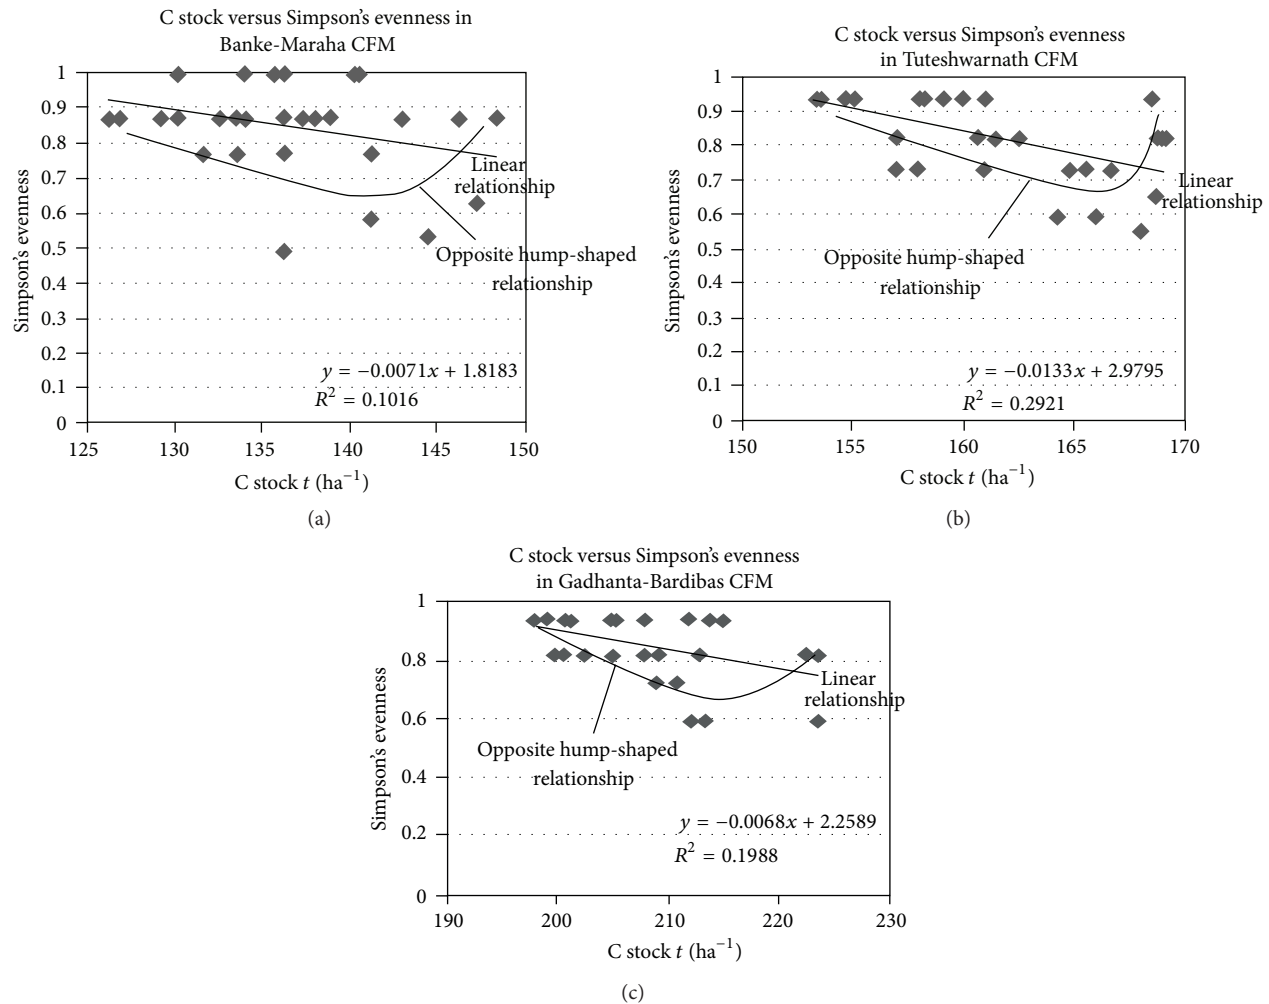 C stock versus Simpson's evenness in
Banke-Maraha CFM
1
0.9
0.8
0.7
0.6
0.5
0.4
0.3
0.2
0.1
0
Simpson's evenness
Linear
relationship
Opposite hump-shaped
relationship
y = −0.0071x + 1.8183
R² = 0.1016
125 130 135 140 145 150
C stock t (ha⁻¹)
(a)
C stock versus Simpson's evenness
in Tuteshwarnath CFM
1
0.9
0.8
0.7
0.6
0.5
0.4
0.3
0.2
0.1
0
Simpson's evenness
Linear
relationship
Opposite hump-shaped
relationship
y = −0.0133x + 2.9795
R² = 0.2921
150 155 160 165 170
C stock t (ha⁻¹)
(b)
C stock versus Simpson's evenness
in Gadhanta-Bardibas CFM
1
0.8
0.6
0.4
0.2
0
Simpson's evenness
Linear
relationship
Opposite hump-shaped
relationship
y = −0.0068x + 2.2589
R² = 0.1988
190 200 210 220 230
C stock t (ha⁻¹)
(c)